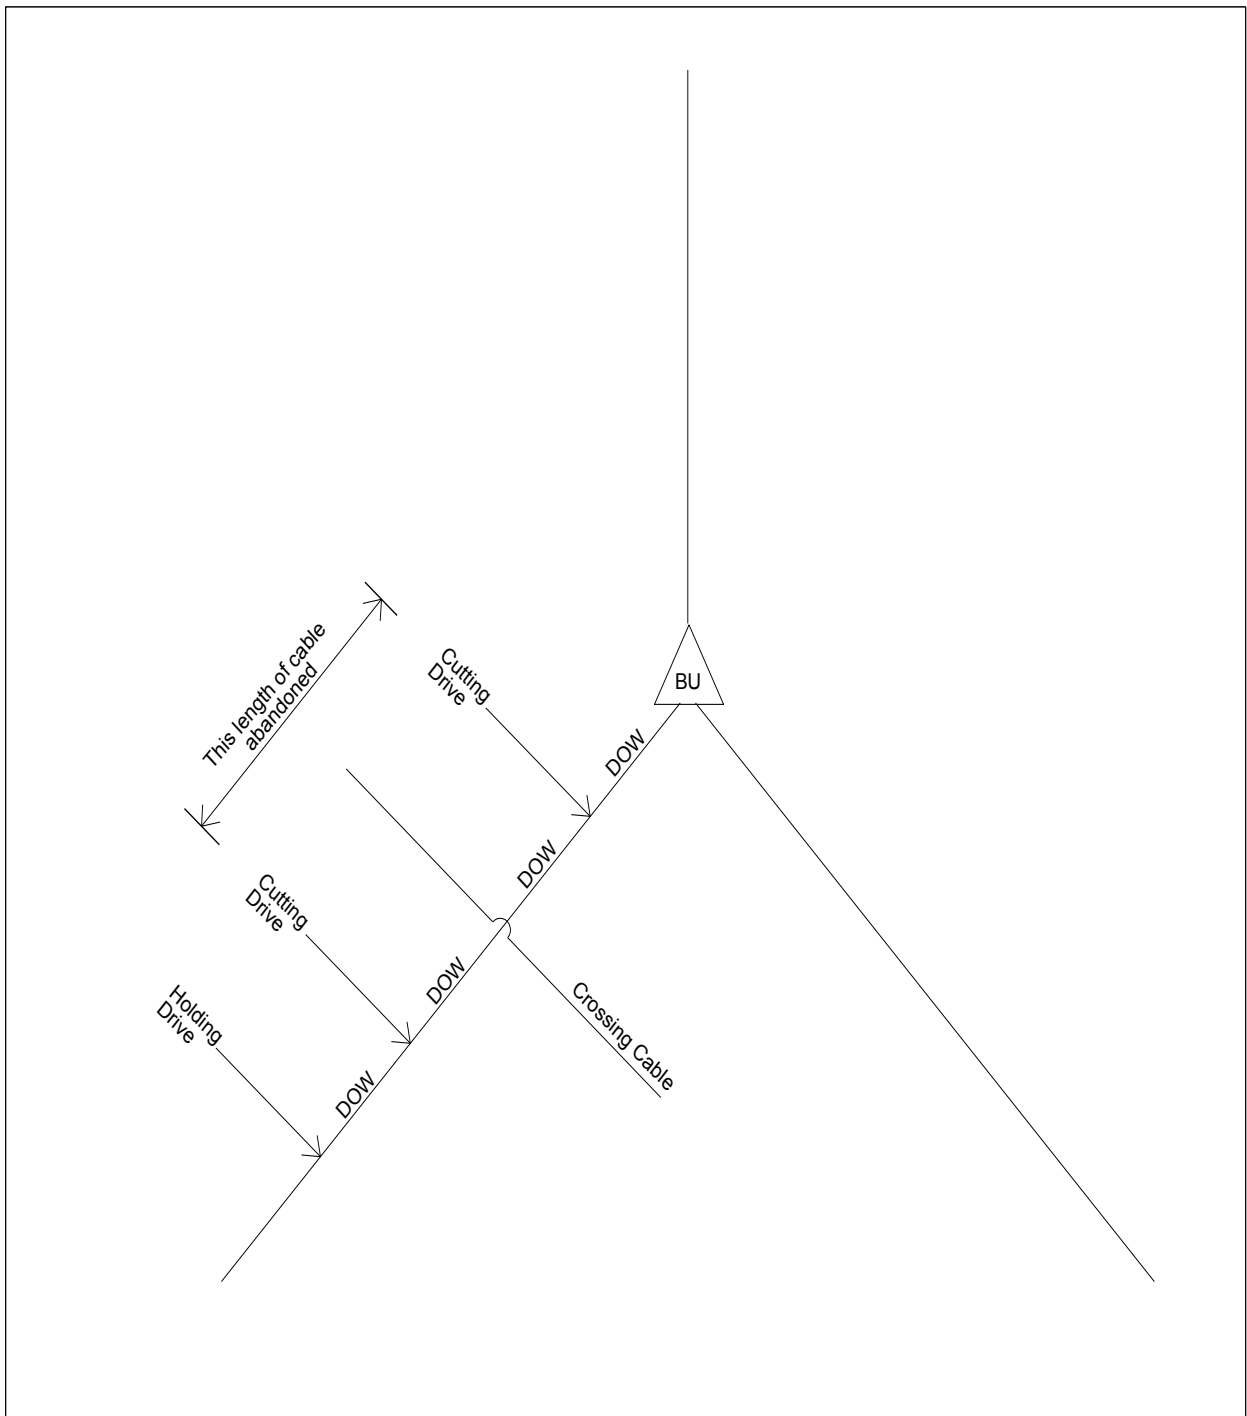 This length of cable
abandoned
Cutting
Drive
BU
DOW
DOW
Cutting
Drive
DOW
Holding
Drive
Crossing Cable
DOW